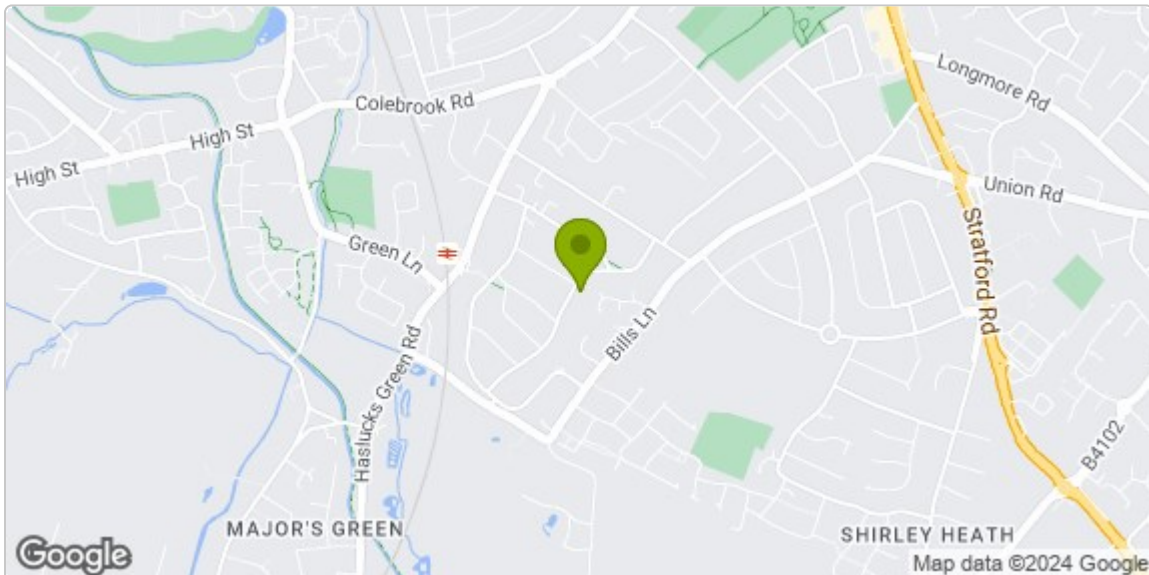 Longmore Rd
Colebrook Rd
High St
High St
Union Rd
Stratford Rd
Green Ln
Bills Ln
Haslucks Green Rd
B4102
MAJOR'S GREEN
SHIRLEY HEATH
Google
Map data ©2024 Google